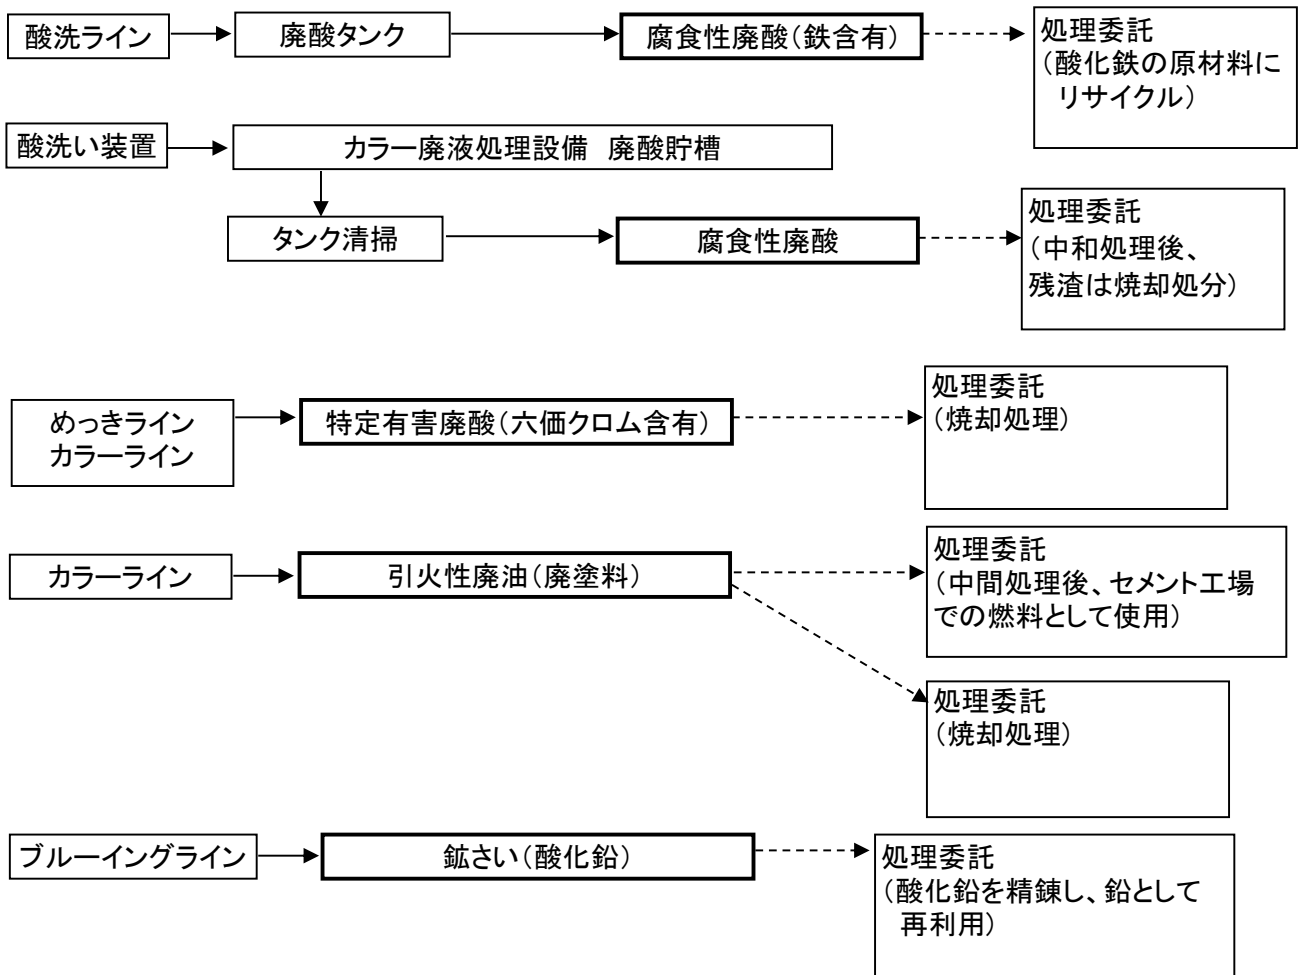 酸洗ライン
廃酸タンク
腐食性廃酸（鉄含有）
処理委託
（酸化鉄の原材料に
リサイクル）
酸洗い装置
カラー廃液処理設備　廃酸貯槽
タンク清掃
腐食性廃酸
処理委託
（中和処理後、
残渣は焼却処分）
めっきライン
カラーライン
特定有害廃酸（六価クロム含有）
処理委託
（焼却処理）
カラーライン
引火性廃油（廃塗料）
処理委託
（中間処理後、セメント工場
での燃料として使用）
処理委託
（焼却処理）
ブルーイングライン
鉱さい（酸化鉛）
処理委託
（酸化鉛を精錬し、鉛として
再利用）